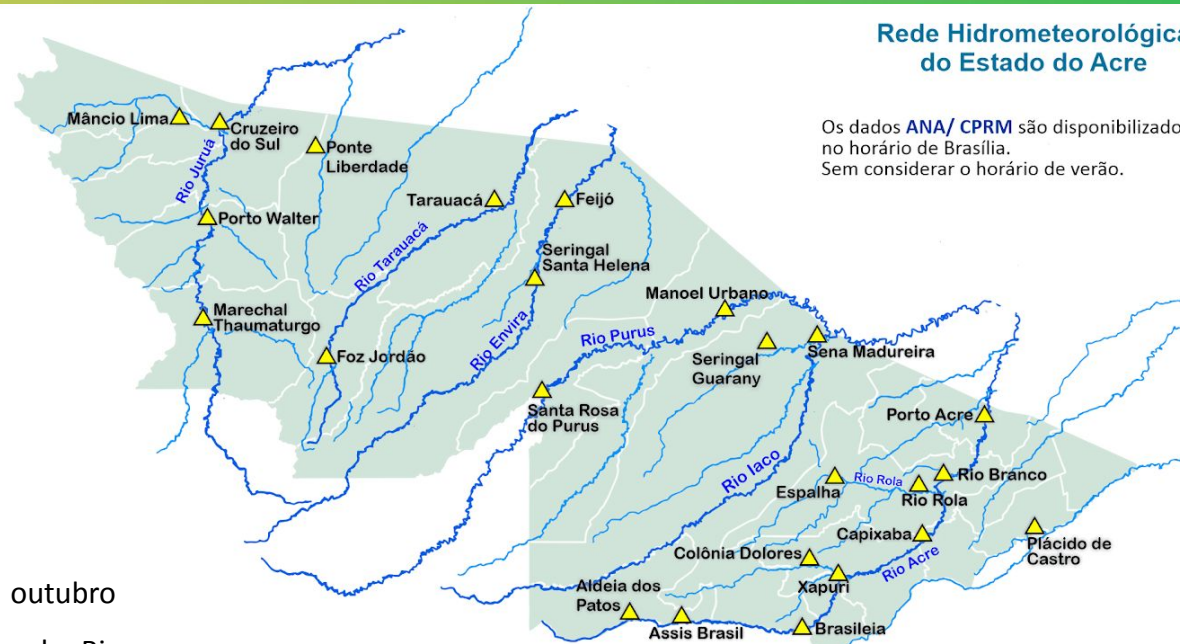 Rede Hidrometeorológica
do Estado do Acre
Os dados ANA/ CPRM são disponibilizado
no horário de Brasília.
Sem considerar o horário de verão.
Mâncio Lima
Cruzeiro
do Sul
Ponte
Liberdade
Rio Juruá
Porto Walter
Tarauacá
Feijó
Rio Tarauacá
Seringal
Santa Helena
Marechal
Thaumaturgo
Foz Jordão
Rio Envira
Manoel Urbano
Rio Purus
Seringal
Guarany
Sena Madureira
Santa Rosa
do Purus
Porto Acre
Rio Iaco
Espalha
Rio Rola
Rio Rola
Rio Branco
Capixaba
Plácido de
Castro
Colônia Dolores
Rio Acre
Xapuri
Aldeia dos
Patos
Assis Brasil
Brasileia
outubro